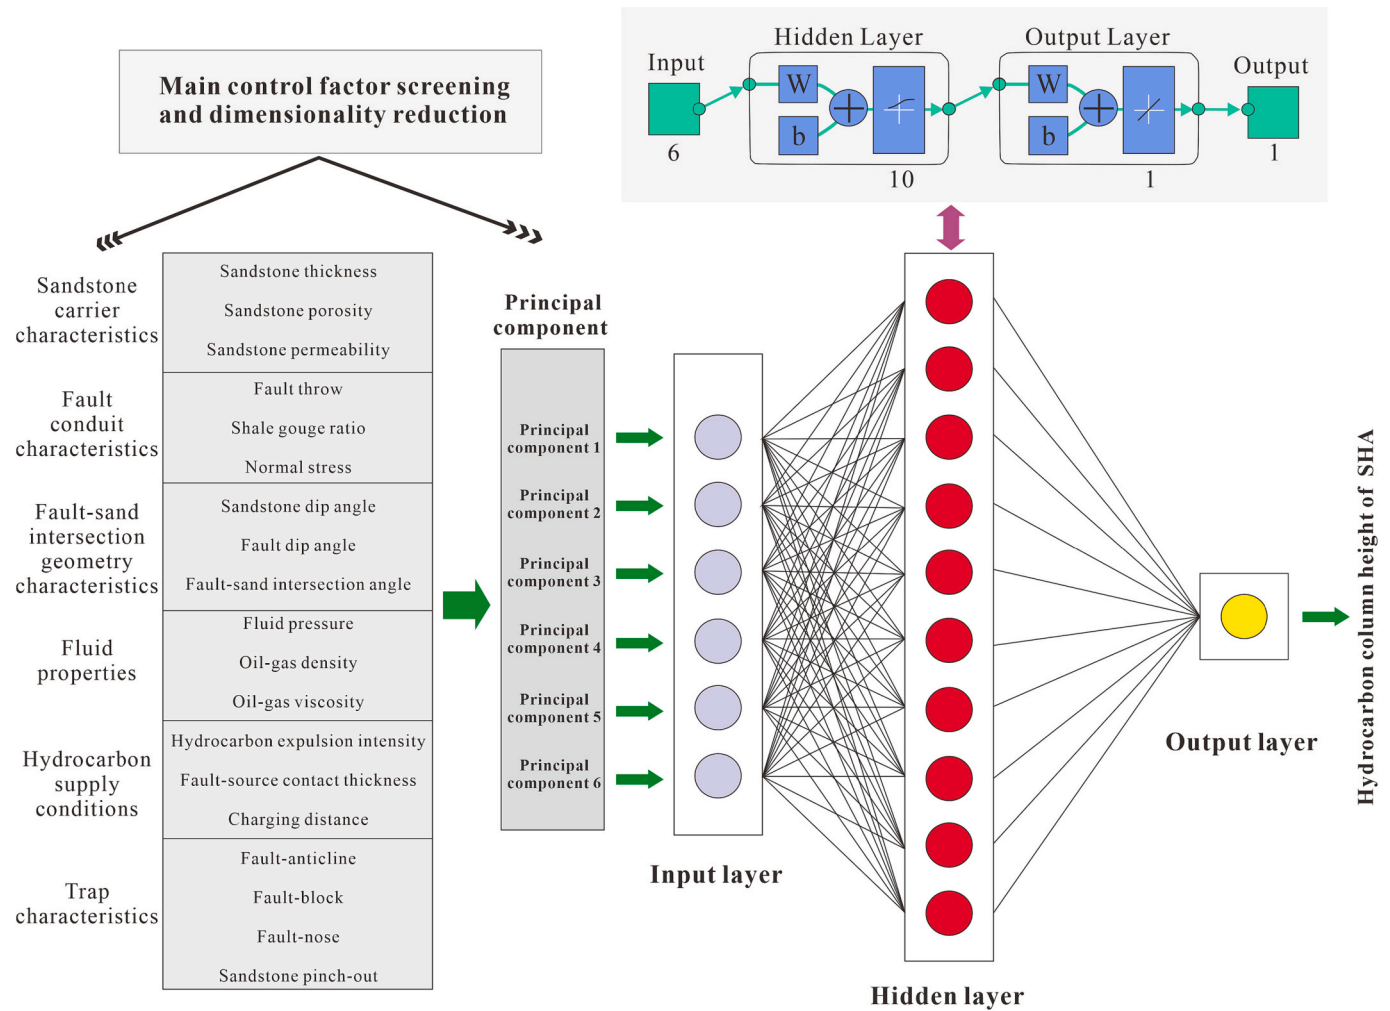 Main control factor screening
and dimensionality reduction
Input
6
Hidden Layer
W
b
10
Output Layer
W
b
1
Output
1
Sandstone
carrier
characteristics
Sandstone thickness
Sandstone porosity
Sandstone permeability
Fault
conduit
characteristics
Fault throw
Shale gouge ratio
Normal stress
Fault-sand
intersection
geometry
characteristics
Sandstone dip angle
Fault dip angle
Fault-sand intersection angle
Fluid
properties
Fluid pressure
Oil-gas density
Oil-gas viscosity
Hydrocarbon
supply
conditions
Hydrocarbon expulsion intensity
Fault-source contact thickness
Charging distance
Trap
characteristics
Fault-anticline
Fault-block
Fault-nose
Sandstone pinch-out
Principal
component
Principal
component 1
Principal
component 2
Principal
component 3
Principal
component 4
Principal
component 5
Principal
component 6
Input layer
Hidden layer
Output layer
Hydrocarbon column height of SHA